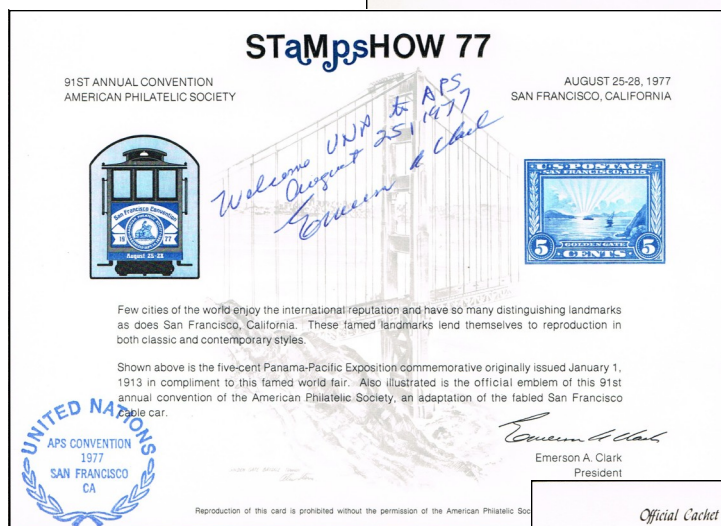 STaMpsHOW 77
91ST ANNUAL CONVENTION
AMERICAN PHILATELIC SOCIETY
AUGUST 25-28, 1977
SAN FRANCISCO, CALIFORNIA
Welcome UNA to APS
August 25, 1977
Emerson A Clark
San Francisco Convention
19 77
August 25-28
U·S·POSTAGE
SAN FRANCISCO, 1915
5 GOLDEN GATE 5
CENTS
Few cities of the world enjoy the international reputation and have so many distinguishing landmarks
as does San Francisco, California. These famed landmarks lend themselves to reproduction in
both classic and contemporary styles.
Shown above is the five-cent Panama-Pacific Exposition commemorative originally issued January 1,
1913 in compliment to this famed world fair. Also illustrated is the official emblem of this 91st
annual convention of the American Philatelic Society, an adaptation of the fabled San Francisco
cable car.
UNITED NATIONS
APS CONVENTION
1977
SAN FRANCISCO
CA
Emerson A Clark
Emerson A. Clark
President
Reproduction of this card is prohibited without the permission of the American Philatelic Soc
Official Cachet